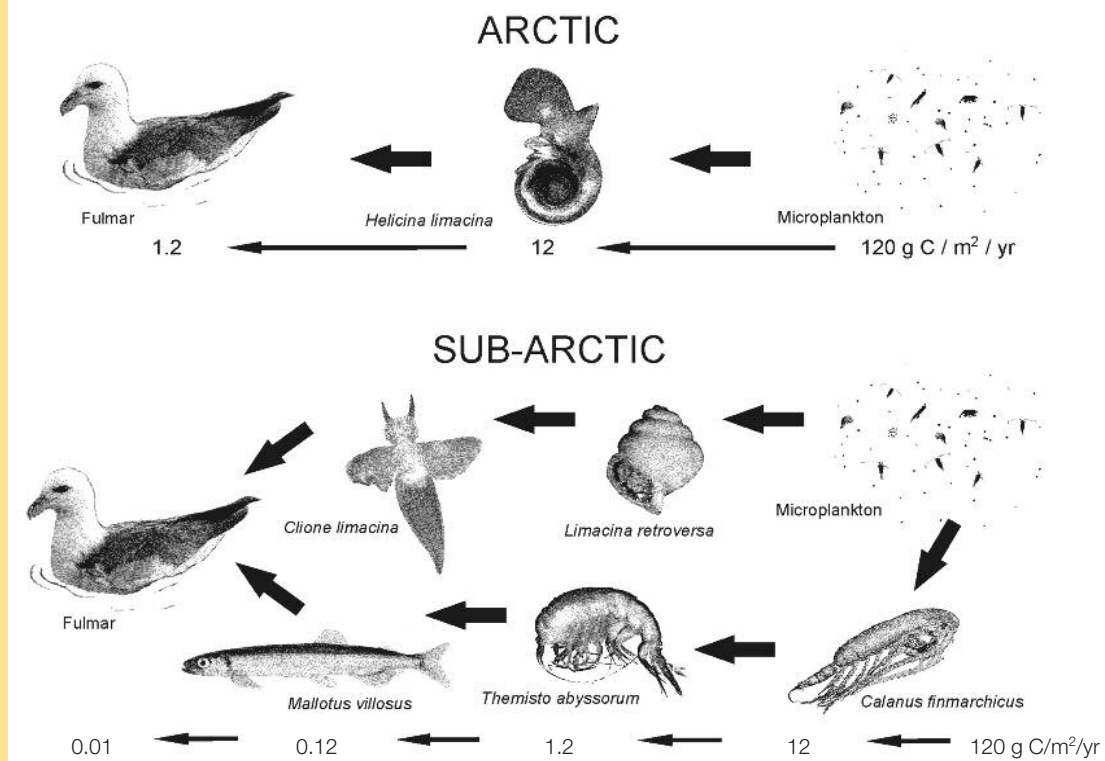 ARCTIC
Fulmar
Helicina limacina
Microplankton
1.2
12
120 g C / m² / yr
SUB-ARCTIC
Clione limacina
Limacina retroversa
Microplankton
Fulmar
Mallotus villosus
Themisto abyssorum
Calanus finmarchicus
0.01
0.12
1.2
12
120 g C/m²/yr